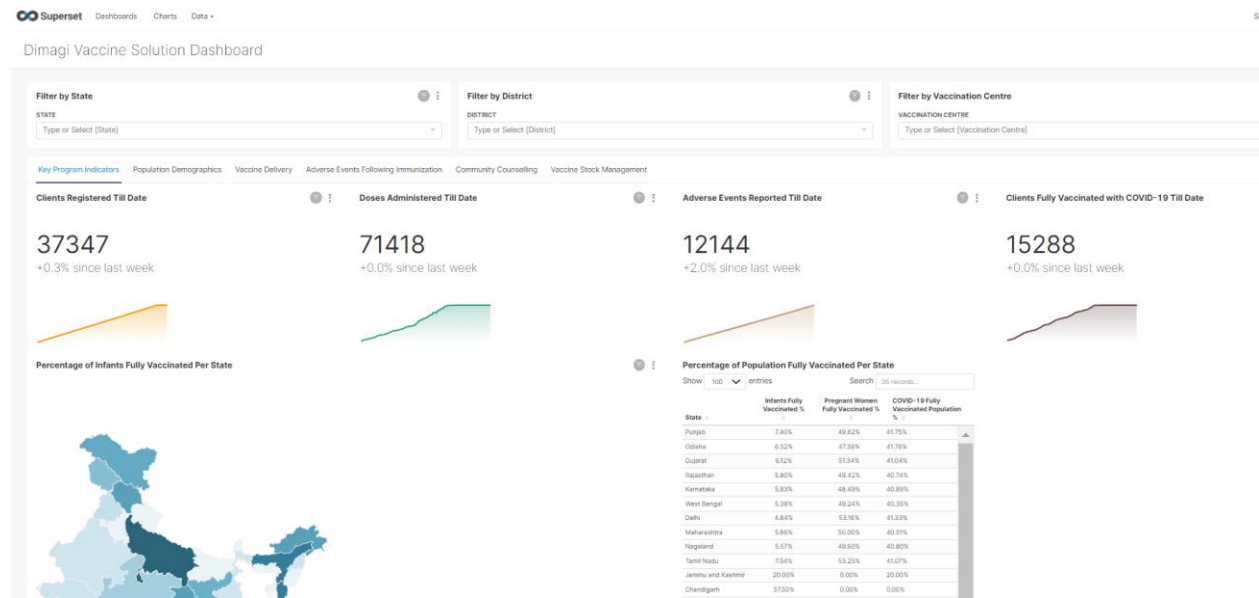 Superset Dashboards Charts Data
Dimagi Vaccine Solution Dashboard
Filter by State
STATE
Type or Select [State]
Filter by District
DISTRICT
Type or Select [District]
Filter by Vaccination Centre
VACCINATION CENTRE
Type or Select [Vaccination Centre]
Key Program Indicators Population Demographics Vaccine Delivery Adverse Events Following Immunization Community Counselling Vaccine Stock Management
Clients Registered Till Date
37347
+0.3% since last week
Doses Administered Till Date
71418
+0.0% since last week
Adverse Events Reported Till Date
12144
+2.0% since last week
Clients Fully Vaccinated with COVID-19 Till Date
15288
+0.0% since last week
Percentage of Infants Fully Vaccinated Per State
Percentage of Population Fully Vaccinated Per State
Show 100 entries Search 36 records...
State Infants Fully Vaccinated % Pregnant Women Fully Vaccinated % COVID-19 Fully Vaccinated Population %
Punjab 7.40% 49.62% 41.75%
Odisha 6.52% 47.59% 41.76%
Gujarat 6.12% 51.34% 41.04%
Rajasthan 5.80% 49.42% 40.74%
Karnataka 5.83% 48.49% 40.89%
West Bengal 5.38% 49.24% 40.35%
Delhi 4.84% 53.16% 41.33%
Maharashtra 5.66% 50.00% 40.51%
Nagaland 5.57% 49.60% 40.80%
Tamil Nadu 7.54% 53.25% 41.07%
Jammu and Kashmir 20.00% 0.00% 20.00%
Chandigarh 37.50% 0.00% 0.00%